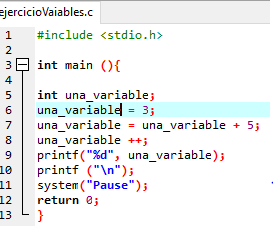 ejercicioVaiables.c
1 #include <stdio.h>
2
3 int main (){
4
5 int una_variable;
6 una_variable = 3;
7 una_variable = una_variable + 5;
8 una_variable ++;
9 printf("%d", una_variable);
10 printf ("\n");
11 system("Pause");
12 return 0;
13 }